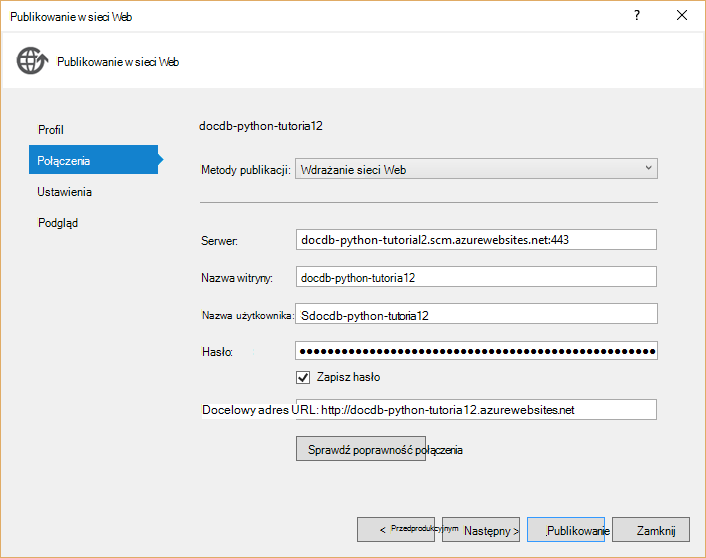 Publikowanie w sieci Web
?
Publikowanie w sieci Web
docdb-python-tutoria12
Profil
Połączenia
Ustawienia
Podgląd
Metody publikacji: Wdrażanie sieci Web
Serwer: docdb-python-tutorial2.scm.azurewebsites.net:443
Nazwa witryny: docdb-python-tutoria12
Nazwa użytkownika: Sdocdb-python-tutoria12
Hasło:
Zapisz hasło
Docelowy adres URL: http://docdb-python-tutoria12.azurewebsites.net
Sprawdź poprawność połączenia
< Przedprodukcyjnym
Następny >
Publikowanie
Zamknij